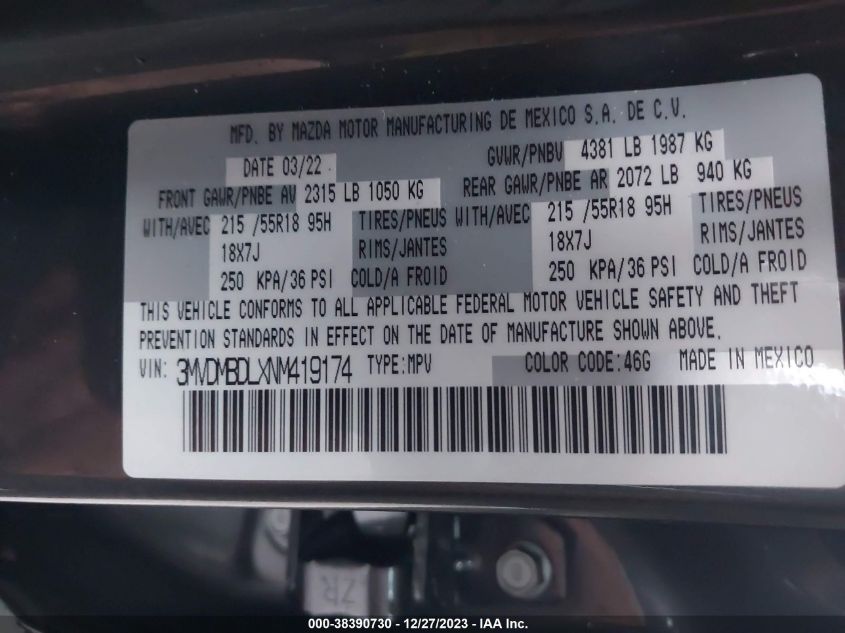 MFD. BY MAZDA MOTOR MANUFACTURING DE MEXICO S.A. DE C.V.
DATE 03/22 GVWR/PNBV 4381 LB 1987 KG
FRONT GAWR/PNBE AV 2315 LB 1050 KG REAR GAWR/PNBE AR 2072 LB 940 KG
WITH/AVEC 215 /55R18 95H TIRES/PNEUS WITH/AVEC 215 /55R18 95H TIRES/PNEUS
18X7J RIMS/JANTES 18X7J RIMS/JANTES
250 KPA/36 PSI COLD/A FROID 250 KPA/36 PSI COLD/A FROID
THIS VEHICLE CONFORMS TO ALL APPLICABLE FEDERAL MOTOR VEHICLE SAFETY AND THEFT
PREVENTION STANDARDS IN EFFECT ON THE DATE OF MANUFACTURE SHOWN ABOVE.
VIN: 3MVDMBDLXNM419174 TYPE:MPV COLOR CODE:46G MADE IN MEXICO
ZR
000-38390730 - 12/27/2023 - IAA Inc.